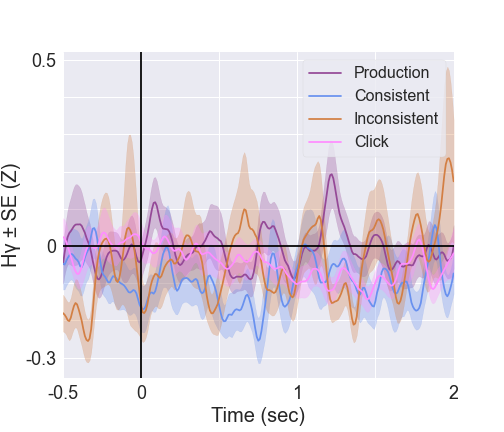 0.5
Production
Consistent
Inconsistent
Click
Hγ ± SE (Z)
0
-0.3
-0.5 0 1 2
Time (sec)